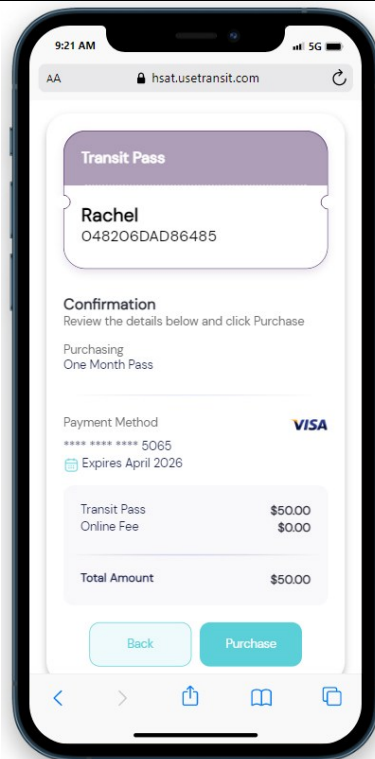 9:21 AM 5G
AA hsat.usetransit.com
Transit Pass
Rachel
048206DAD86485
Confirmation
Review the details below and click Purchase
Purchasing
One Month Pass
Payment Method VISA
**** **** **** 5065
Expires April 2026
Transit Pass $50.00
Online Fee $0.00
Total Amount $50.00
Back Purchase